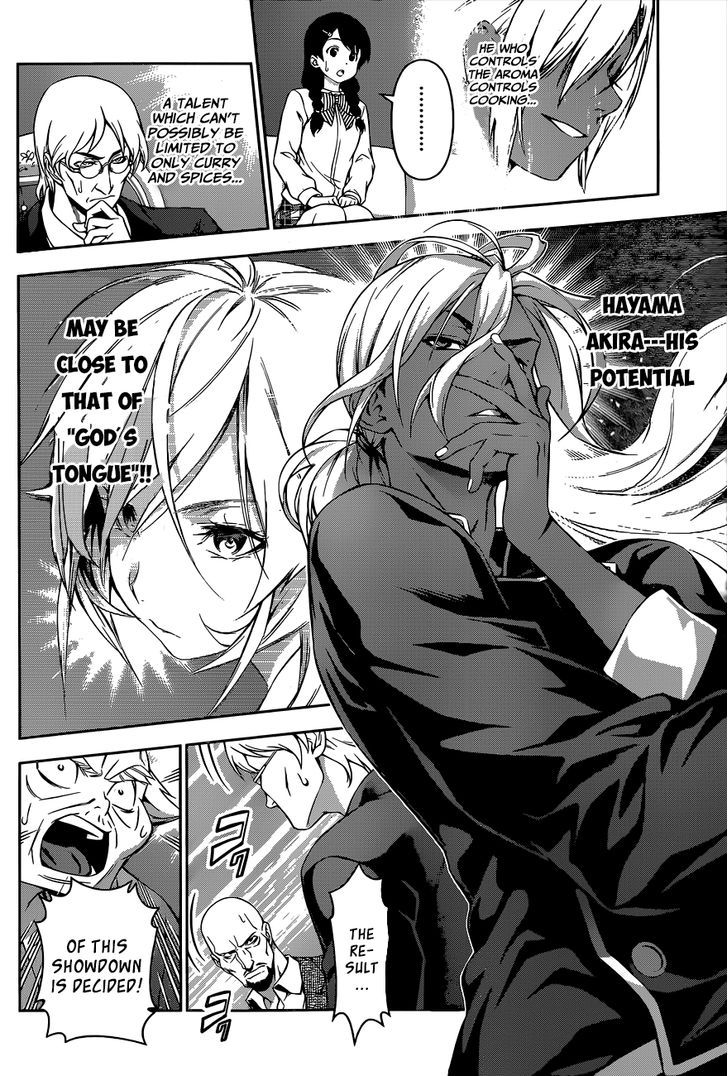 HE WHO
CONTROLS
THE AROMA
CONTROLS
COOKING...
..........
A TALENT
WHICH CAN'T
POSSIBLY BE
LIMITED TO
ONLY CURRY
AND SPICES...
HAYAMA
AKIRA---HIS
POTENTIAL
MAY BE
CLOSE TO
THAT OF
"GOD'S
TONGUE"!!
THE
RE-
SULT
...
コク
OF THIS
SHOWDOWN
IS DECIDED!